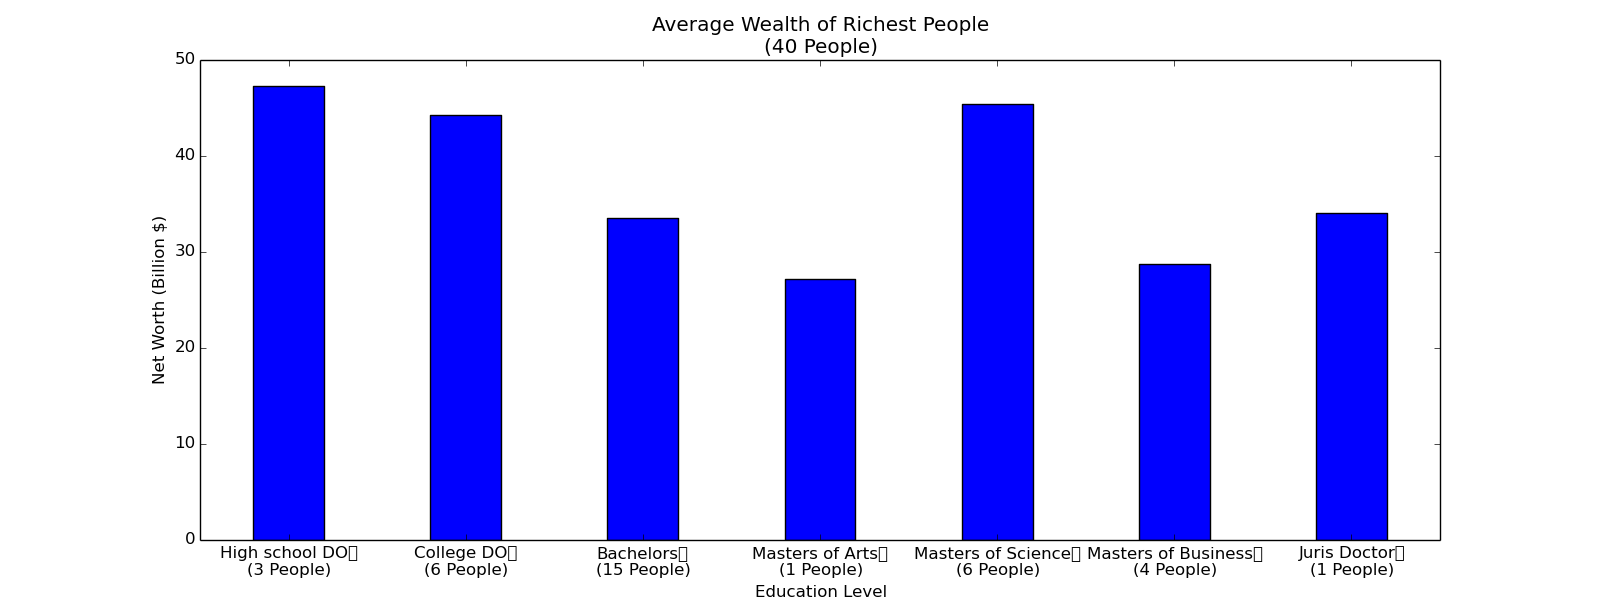 Average Wealth of Richest People
(40 People)
50
40
30
20
10
0
Net Worth (Billion $)
High school DO
(3 People)
College DO
(6 People)
Bachelors
(15 People)
Masters of Arts
(1 People)
Masters of Science
(6 People)
Masters of Business
(4 People)
Juris Doctor
(1 People)
Education Level